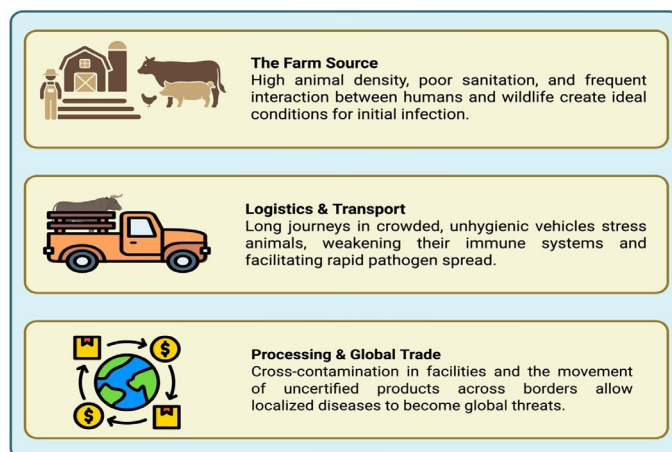 The Farm Source
High animal density, poor sanitation, and frequent
interaction between humans and wildlife create ideal
conditions for initial infection.
Logistics & Transport
Long journeys in crowded, unhygienic vehicles stress
animals, weakening their immune systems and
facilitating rapid pathogen spread.
$
$
Processing & Global Trade
Cross-contamination in facilities and the movement
of uncertified products across borders allow
localized diseases to become global threats.